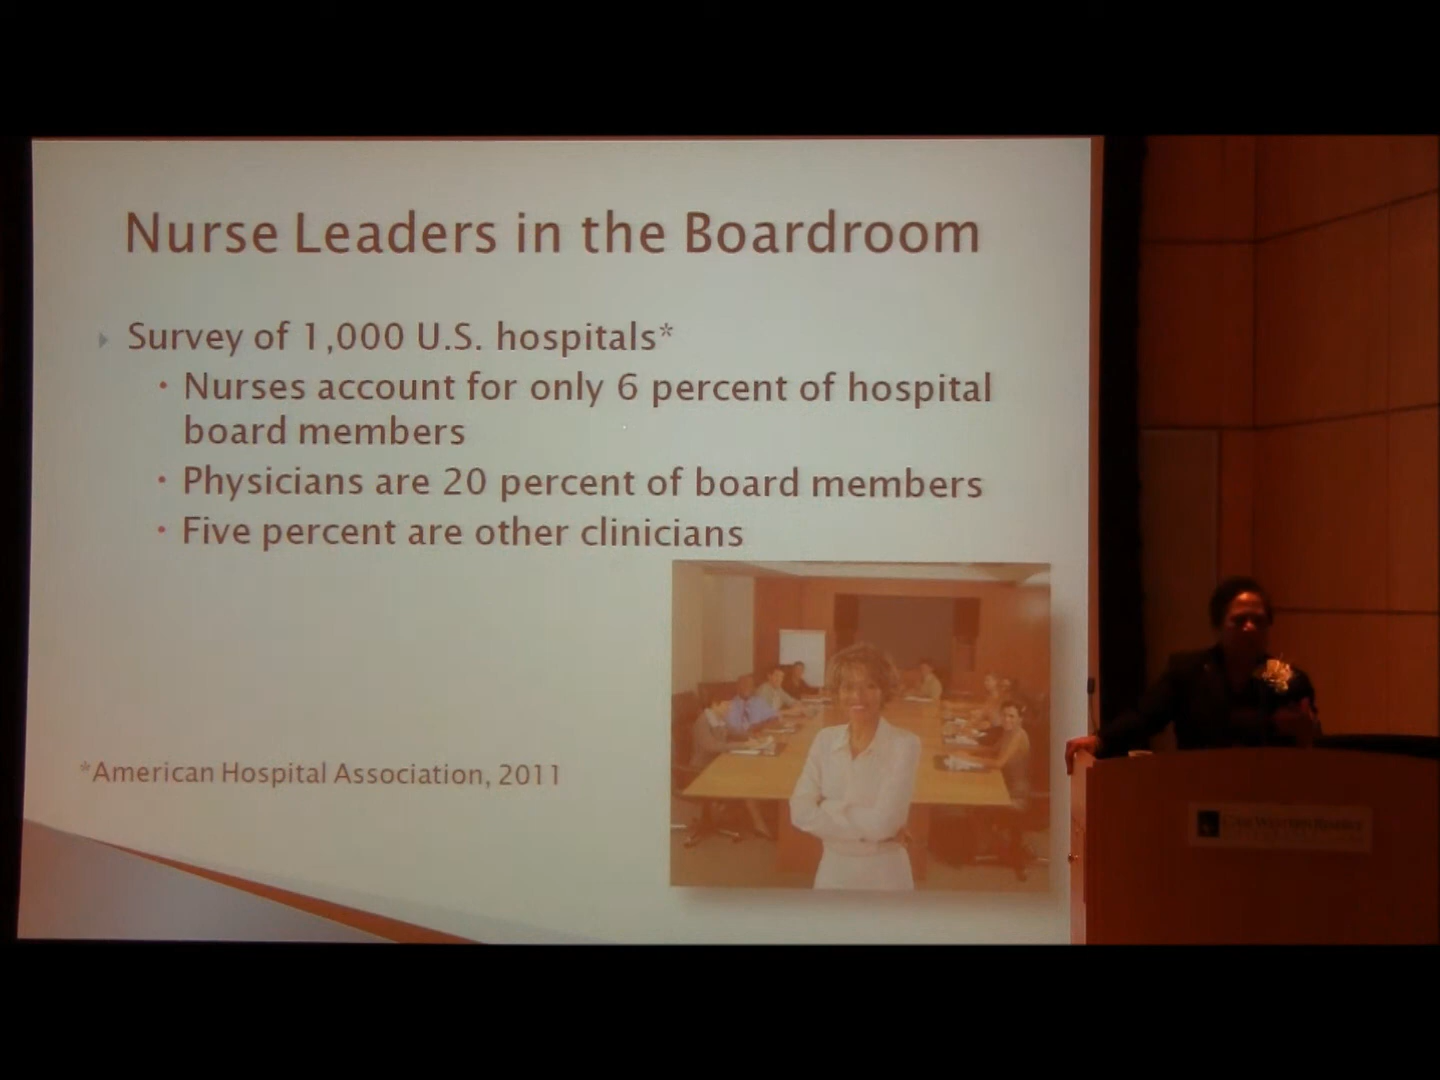 Nurse Leaders in the Boardroom
Survey of 1,000 U.S. hospitals*
• Nurses account for only 6 percent of hospital
board members
• Physicians are 20 percent of board members
• Five percent are other clinicians
*American Hospital Association, 2011